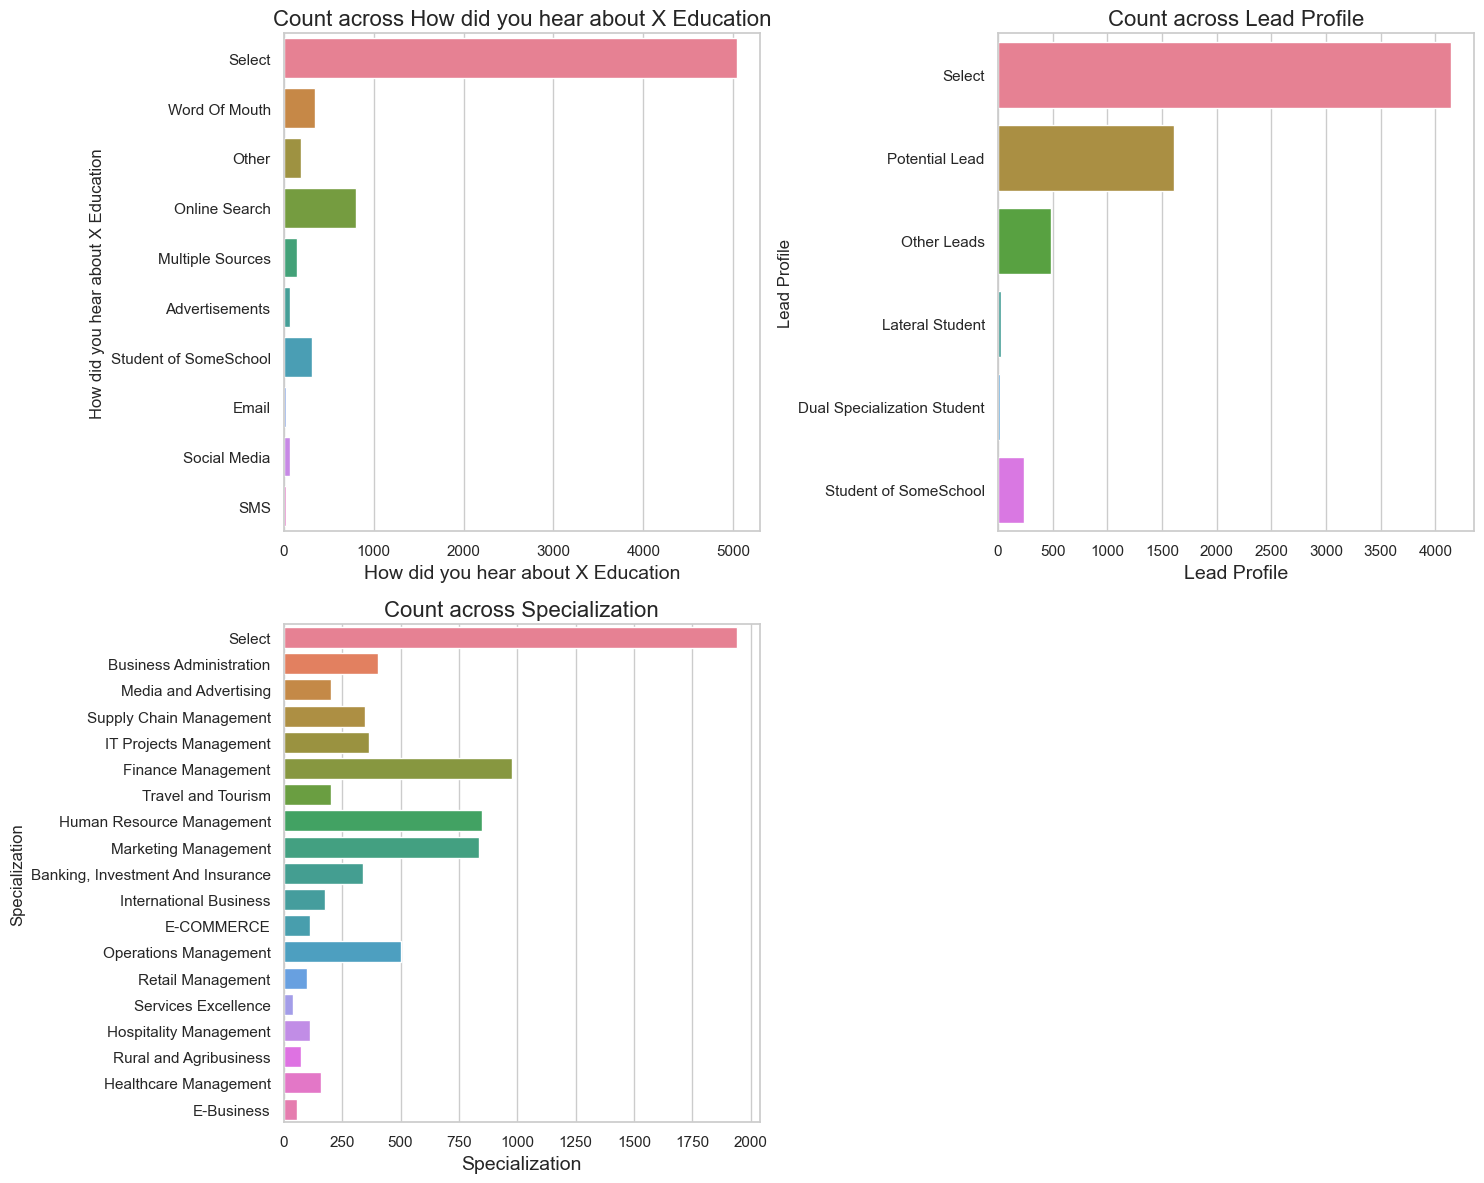 Count across How did you hear about X Education
How did you hear about X Education
Select
Word Of Mouth
Other
Online Search
Multiple Sources
Advertisements
Student of SomeSchool
Email
Social Media
SMS
0 1000 2000 3000 4000 5000
How did you hear about X Education
Count across Lead Profile
Lead Profile
Select
Potential Lead
Other Leads
Lateral Student
Dual Specialization Student
Student of SomeSchool
0 500 1000 1500 2000 2500 3000 3500 4000
Lead Profile
Count across Specialization
Specialization
Select
Business Administration
Media and Advertising
Supply Chain Management
IT Projects Management
Finance Management
Travel and Tourism
Human Resource Management
Marketing Management
Banking, Investment And Insurance
International Business
E-COMMERCE
Operations Management
Retail Management
Services Excellence
Hospitality Management
Rural and Agribusiness
Healthcare Management
E-Business
0 250 500 750 1000 1250 1500 1750 2000
Specialization